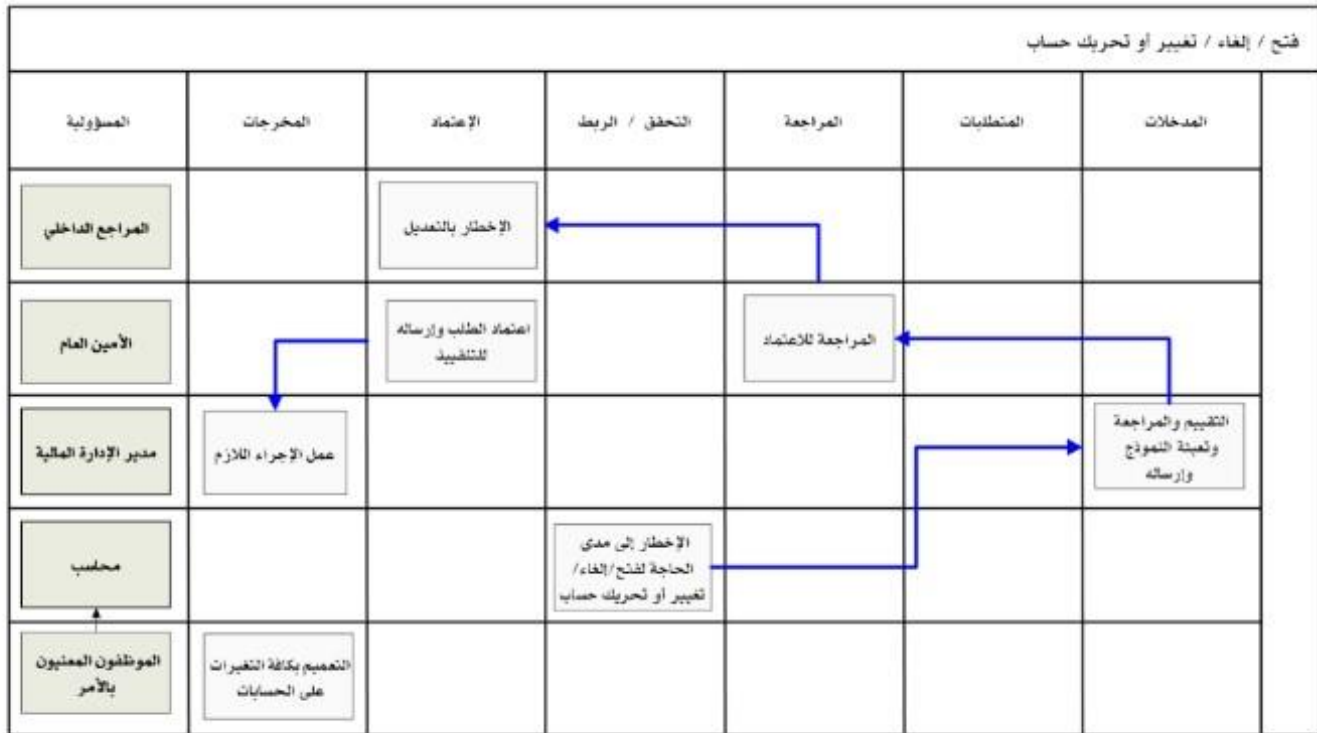 فتح / إلغاء / تغيير أو تحريك حساب
المدخلات
المتطلبات
المراجعة
التحقق / الربط
الإعتماد
المخرجات
المسؤولية
الإخطار بالتعديل
المراجع الداخلي
المراجعة للاعتماد
اعتماد الطلب وإرساله
للتلفييذ
الأمين العام
التقييم والمراجعة
وتعبئة النموذج
وإرساله
عمل الإجراء اللازم
مدير الإدارة المالية
الإخطار إلى مدى
الحاجة لفتح/إلغاء/
تغيير أو تحريك حساب
محاسب
التعميم بكافة التغيرات
على الحسابات
الموظفون المعنيون
بالأمر